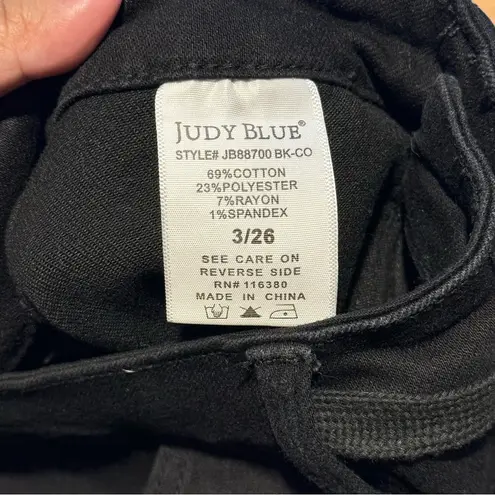 JUDY BLUE®
STYLE# JB88700 BK-CO
69%COTTON
23%POLYESTER
7%RAYON
1%SPANDEX
3/26
SEE CARE ON
REVERSE SIDE
RN# 116380
MADE IN CHINA